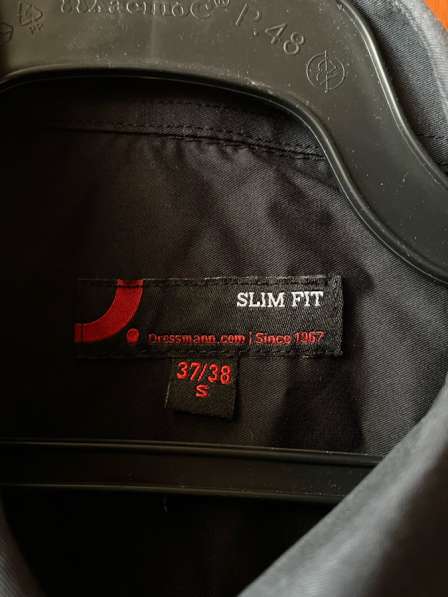 P.48
SLIM FIT
Dressmann.com | Since 1967
37/38
S